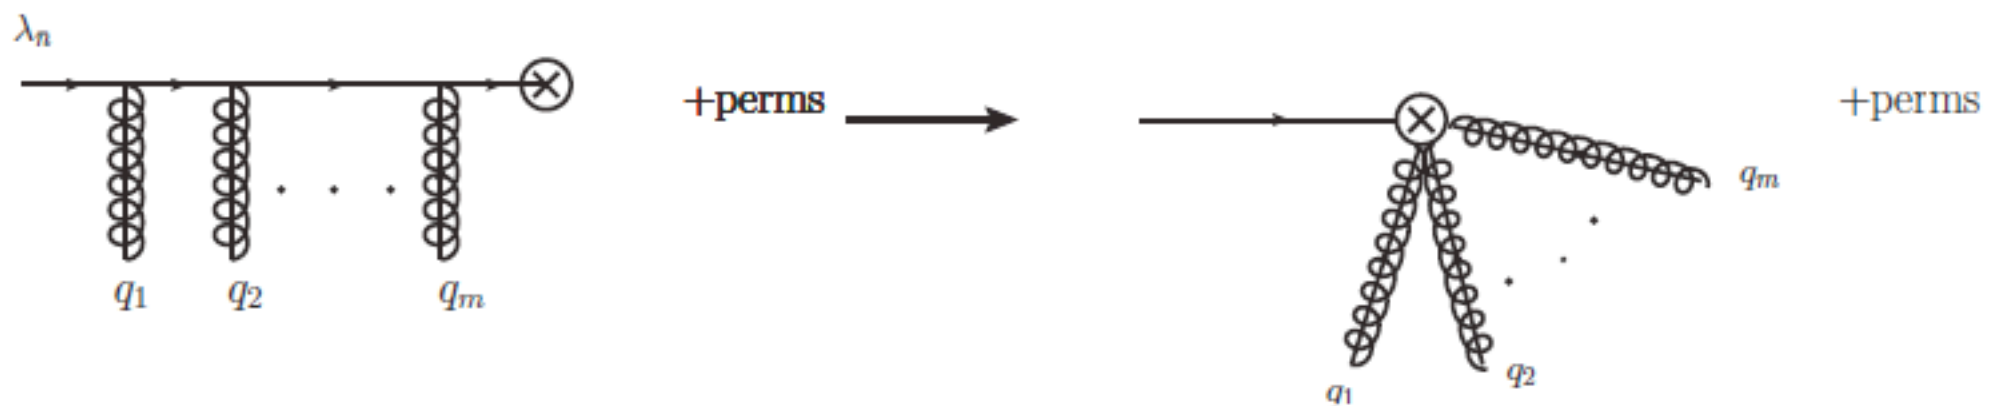 λₙ
+perms
+perms
qₘ
q₁
q₂
qₘ
q₂
q₁